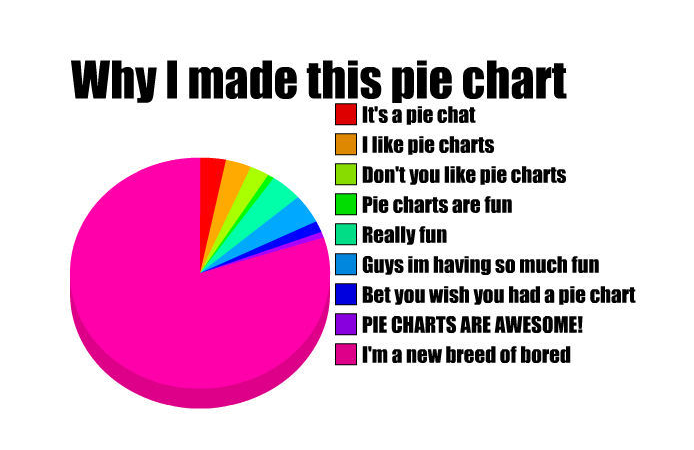 Why I made this pie chart
It's a pie chat
I like pie charts
Don't you like pie charts
Pie charts are fun
Really fun
Guys im having so much fun
Bet you wish you had a pie chart
PIE CHARTS ARE AWESOME!
I'm a new breed of bored